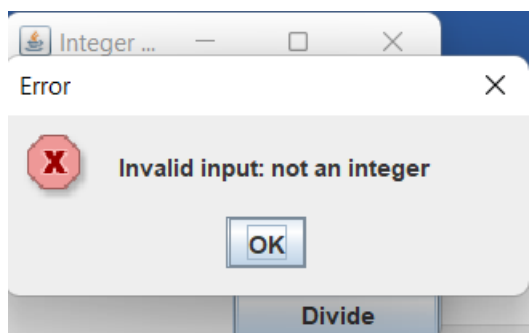 Integer ...
Error
Invalid input: not an integer
OK
Divide